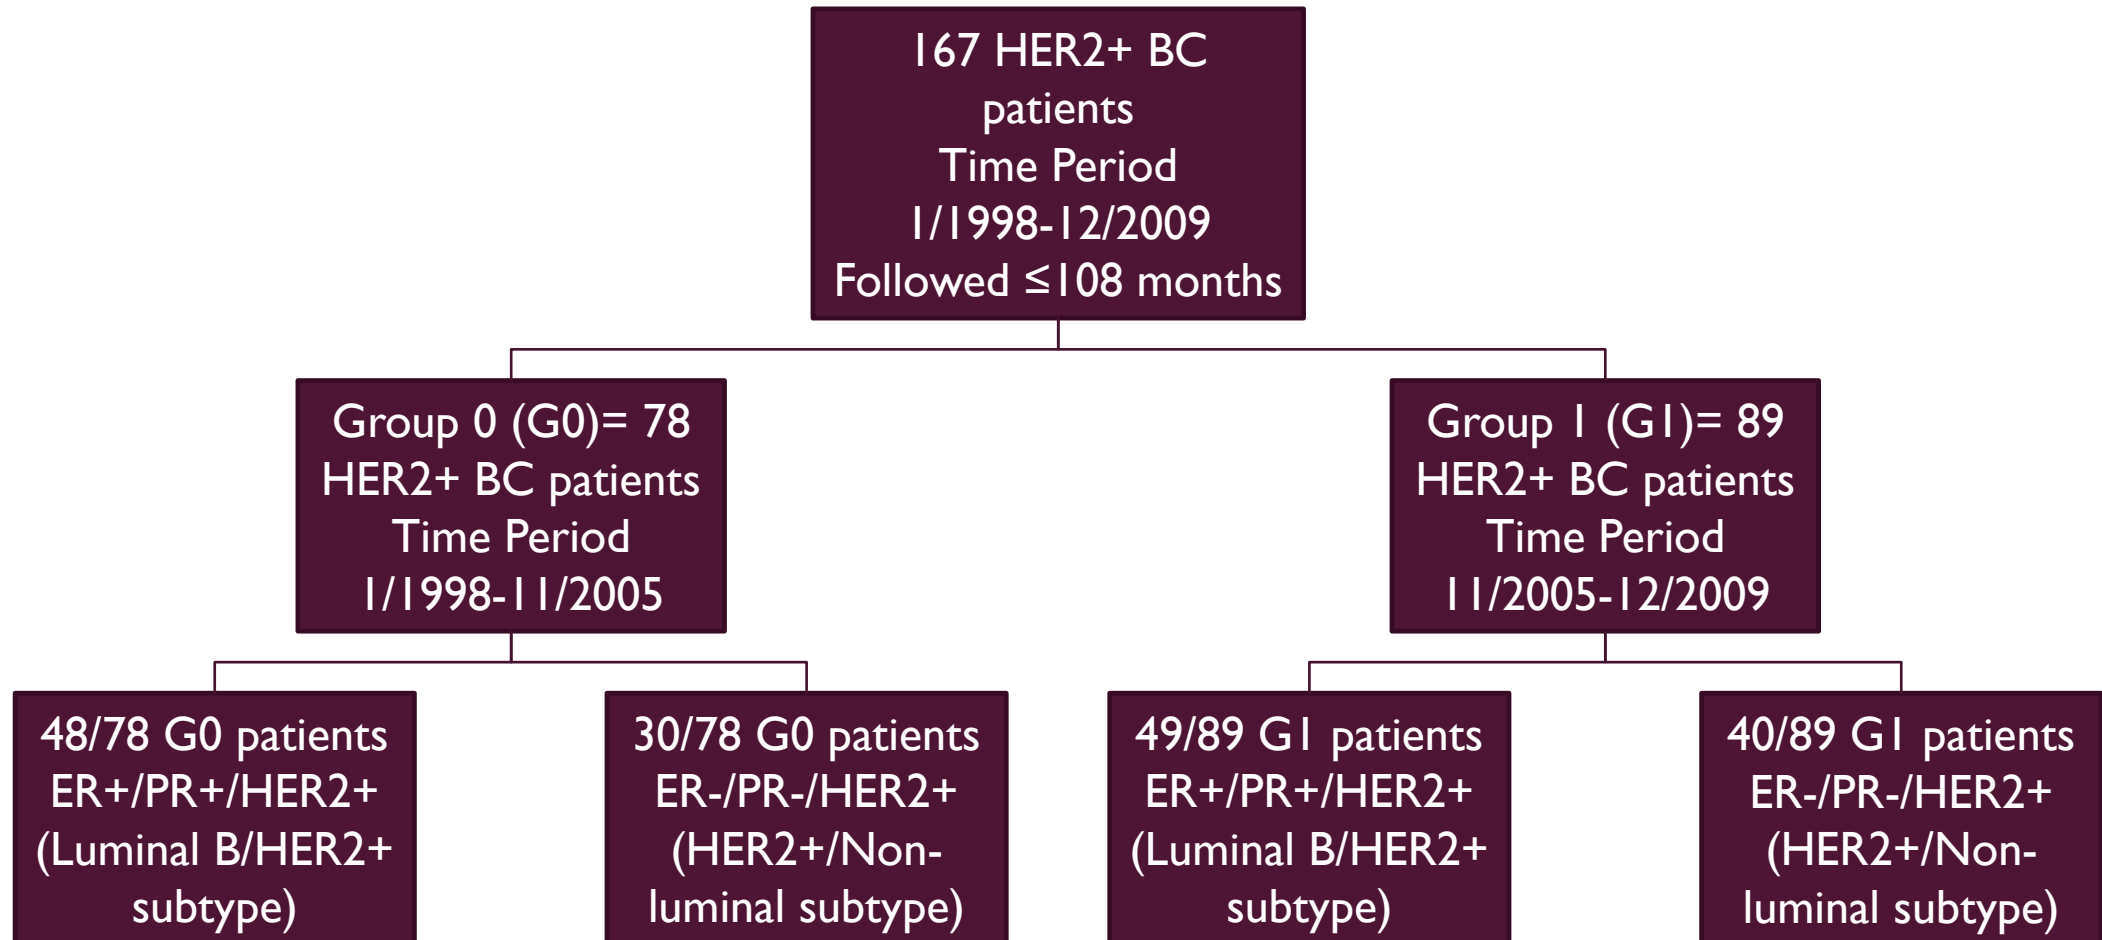 167 HER2+ BC
patients
Time Period
1/1998-12/2009
Followed ≤108 months
Group 0 (G0)= 78
HER2+ BC patients
Time Period
1/1998-11/2005
Group 1 (G1)= 89
HER2+ BC patients
Time Period
11/2005-12/2009
48/78 G0 patients
ER+/PR+/HER2+
(Luminal B/HER2+
subtype)
30/78 G0 patients
ER-/PR-/HER2+
(HER2+/Non-
luminal subtype)
49/89 G1 patients
ER+/PR+/HER2+
(Luminal B/HER2+
subtype)
40/89 G1 patients
ER-/PR-/HER2+
(HER2+/Non-
luminal subtype)